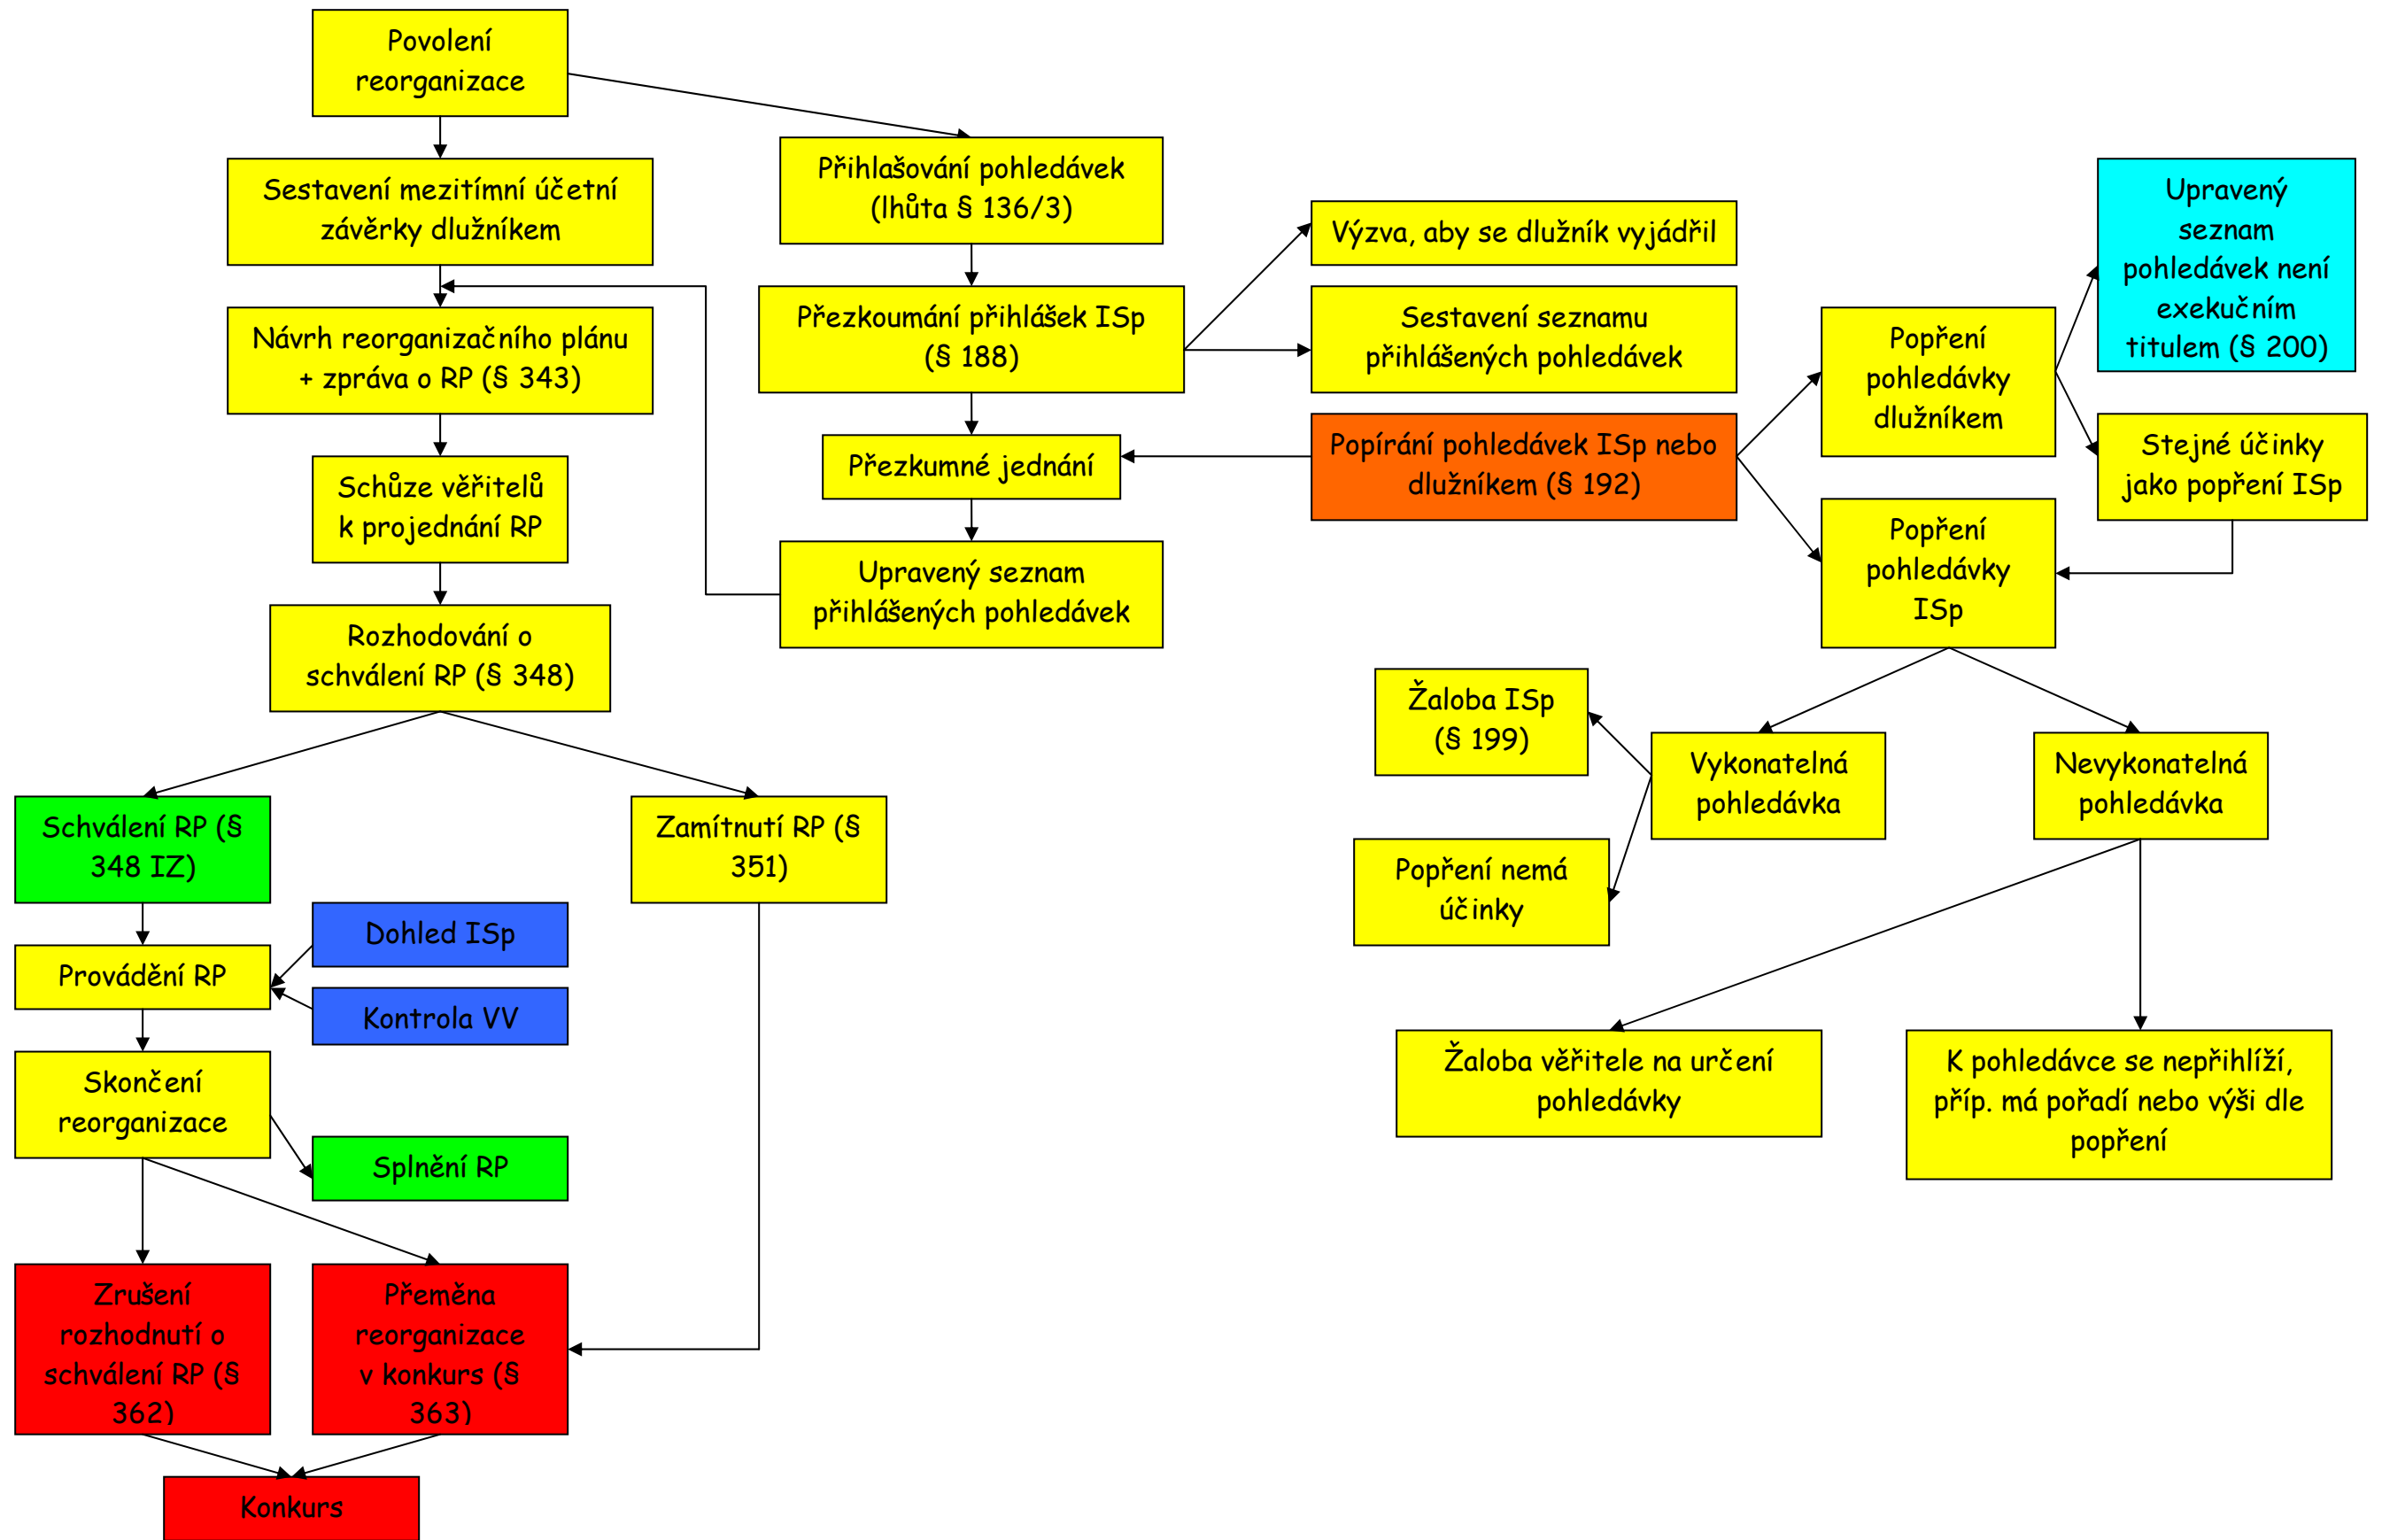 Povolení
reorganizace
Sestavení mezitímní účetní
závěrky dlužníkem
Návrh reorganizačního plánu
+ zpráva o RP (§ 343)
Schůze věřitelů
k projednání RP
Rozhodování o
schválení RP (§ 348)
Schválení RP (§
348 IZ)
Zamítnutí RP (§
351)
Provádění RP
Dohled ISp
Kontrola VV
Skončení
reorganizace
Splnění RP
Zrušení
rozhodnutí o
schválení RP (§
362)
Přeměna
reorganizace
v konkurs (§
363)
Konkurs
Přihlašování pohledávek
(lhůta § 136/3)
Přezkoumání přihlášek ISp
(§ 188)
Přezkumné jednání
Upravený seznam
přihlášených pohledávek
Výzva, aby se dlužník vyjádřil
Sestavení seznamu
přihlášených pohledávek
Popírání pohledávek ISp nebo
dlužníkem (§ 192)
Popření
pohledávky
dlužníkem
Upravený
seznam
pohledávek není
exekučním
titulem (§ 200)
Stejné účinky
jako popření ISp
Popření
pohledávky
ISp
Žaloba ISp
(§ 199)
Vykonatelná
pohledávka
Nevykonatelná
pohledávka
Popření nemá
účinky
Žaloba věřitele na určení
pohledávky
K pohledávce se nepřihlíží,
příp. má pořadí nebo výši dle
popření